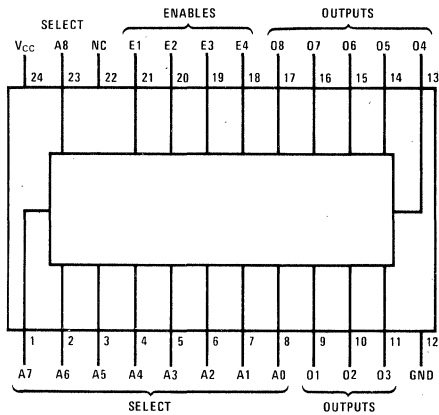 ENABLES OUTPUTS
SELECT
VCC A8 NC E1 E2 E3 E4 O8 O7 O6 O5 O4
24 23 22 21 20 19 18 17 16 15 14 13
1 2 3 4 5 6 7 8 9 10 11 12
A7 A6 A5 A4 A3 A2 A1 A0 O1 O2 O3 GND
SELECT OUTPUTS